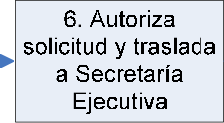 6. Autoriza
solicitud y traslada
a Secretaría
Ejecutiva